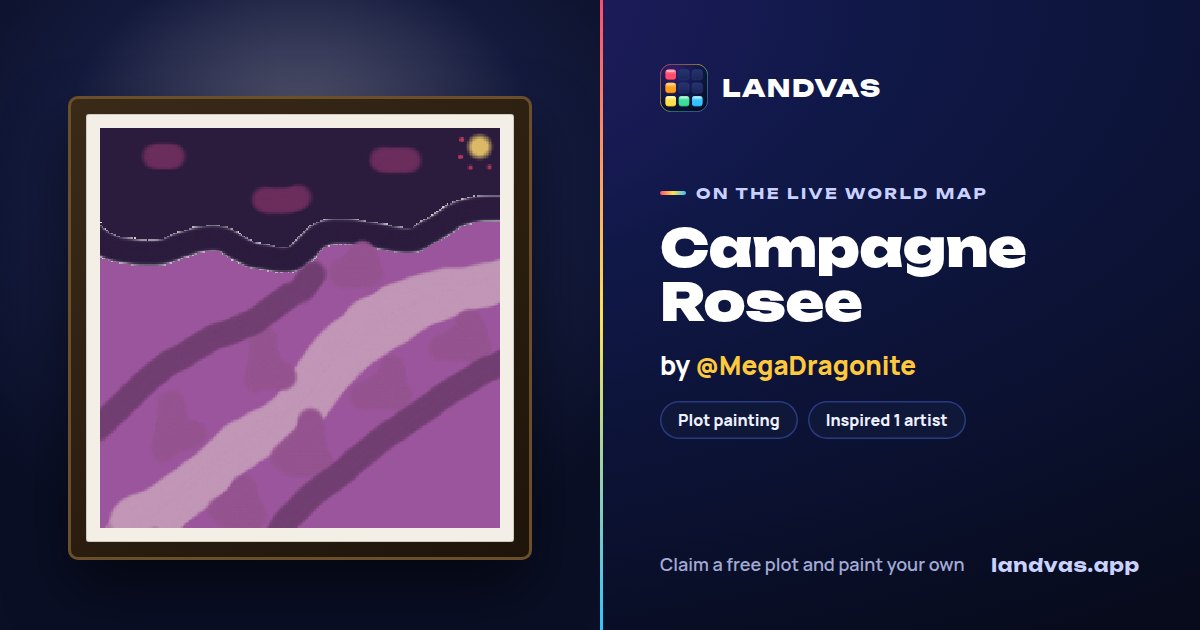 LANDVAS
ON THE LIVE WORLD MAP
Campagne
Rosee
by @MegaDragonite
Plot painting
Inspired 1 artist
Claim a free plot and paint your own
landvas.app